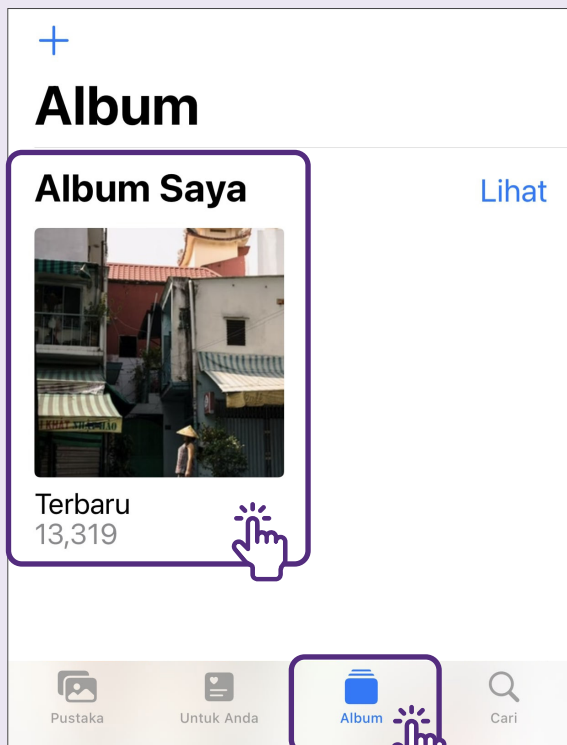 Album
Album Saya
Lihat
Terbaru
13,319
Pustaka
Untuk Anda
Album
Cari